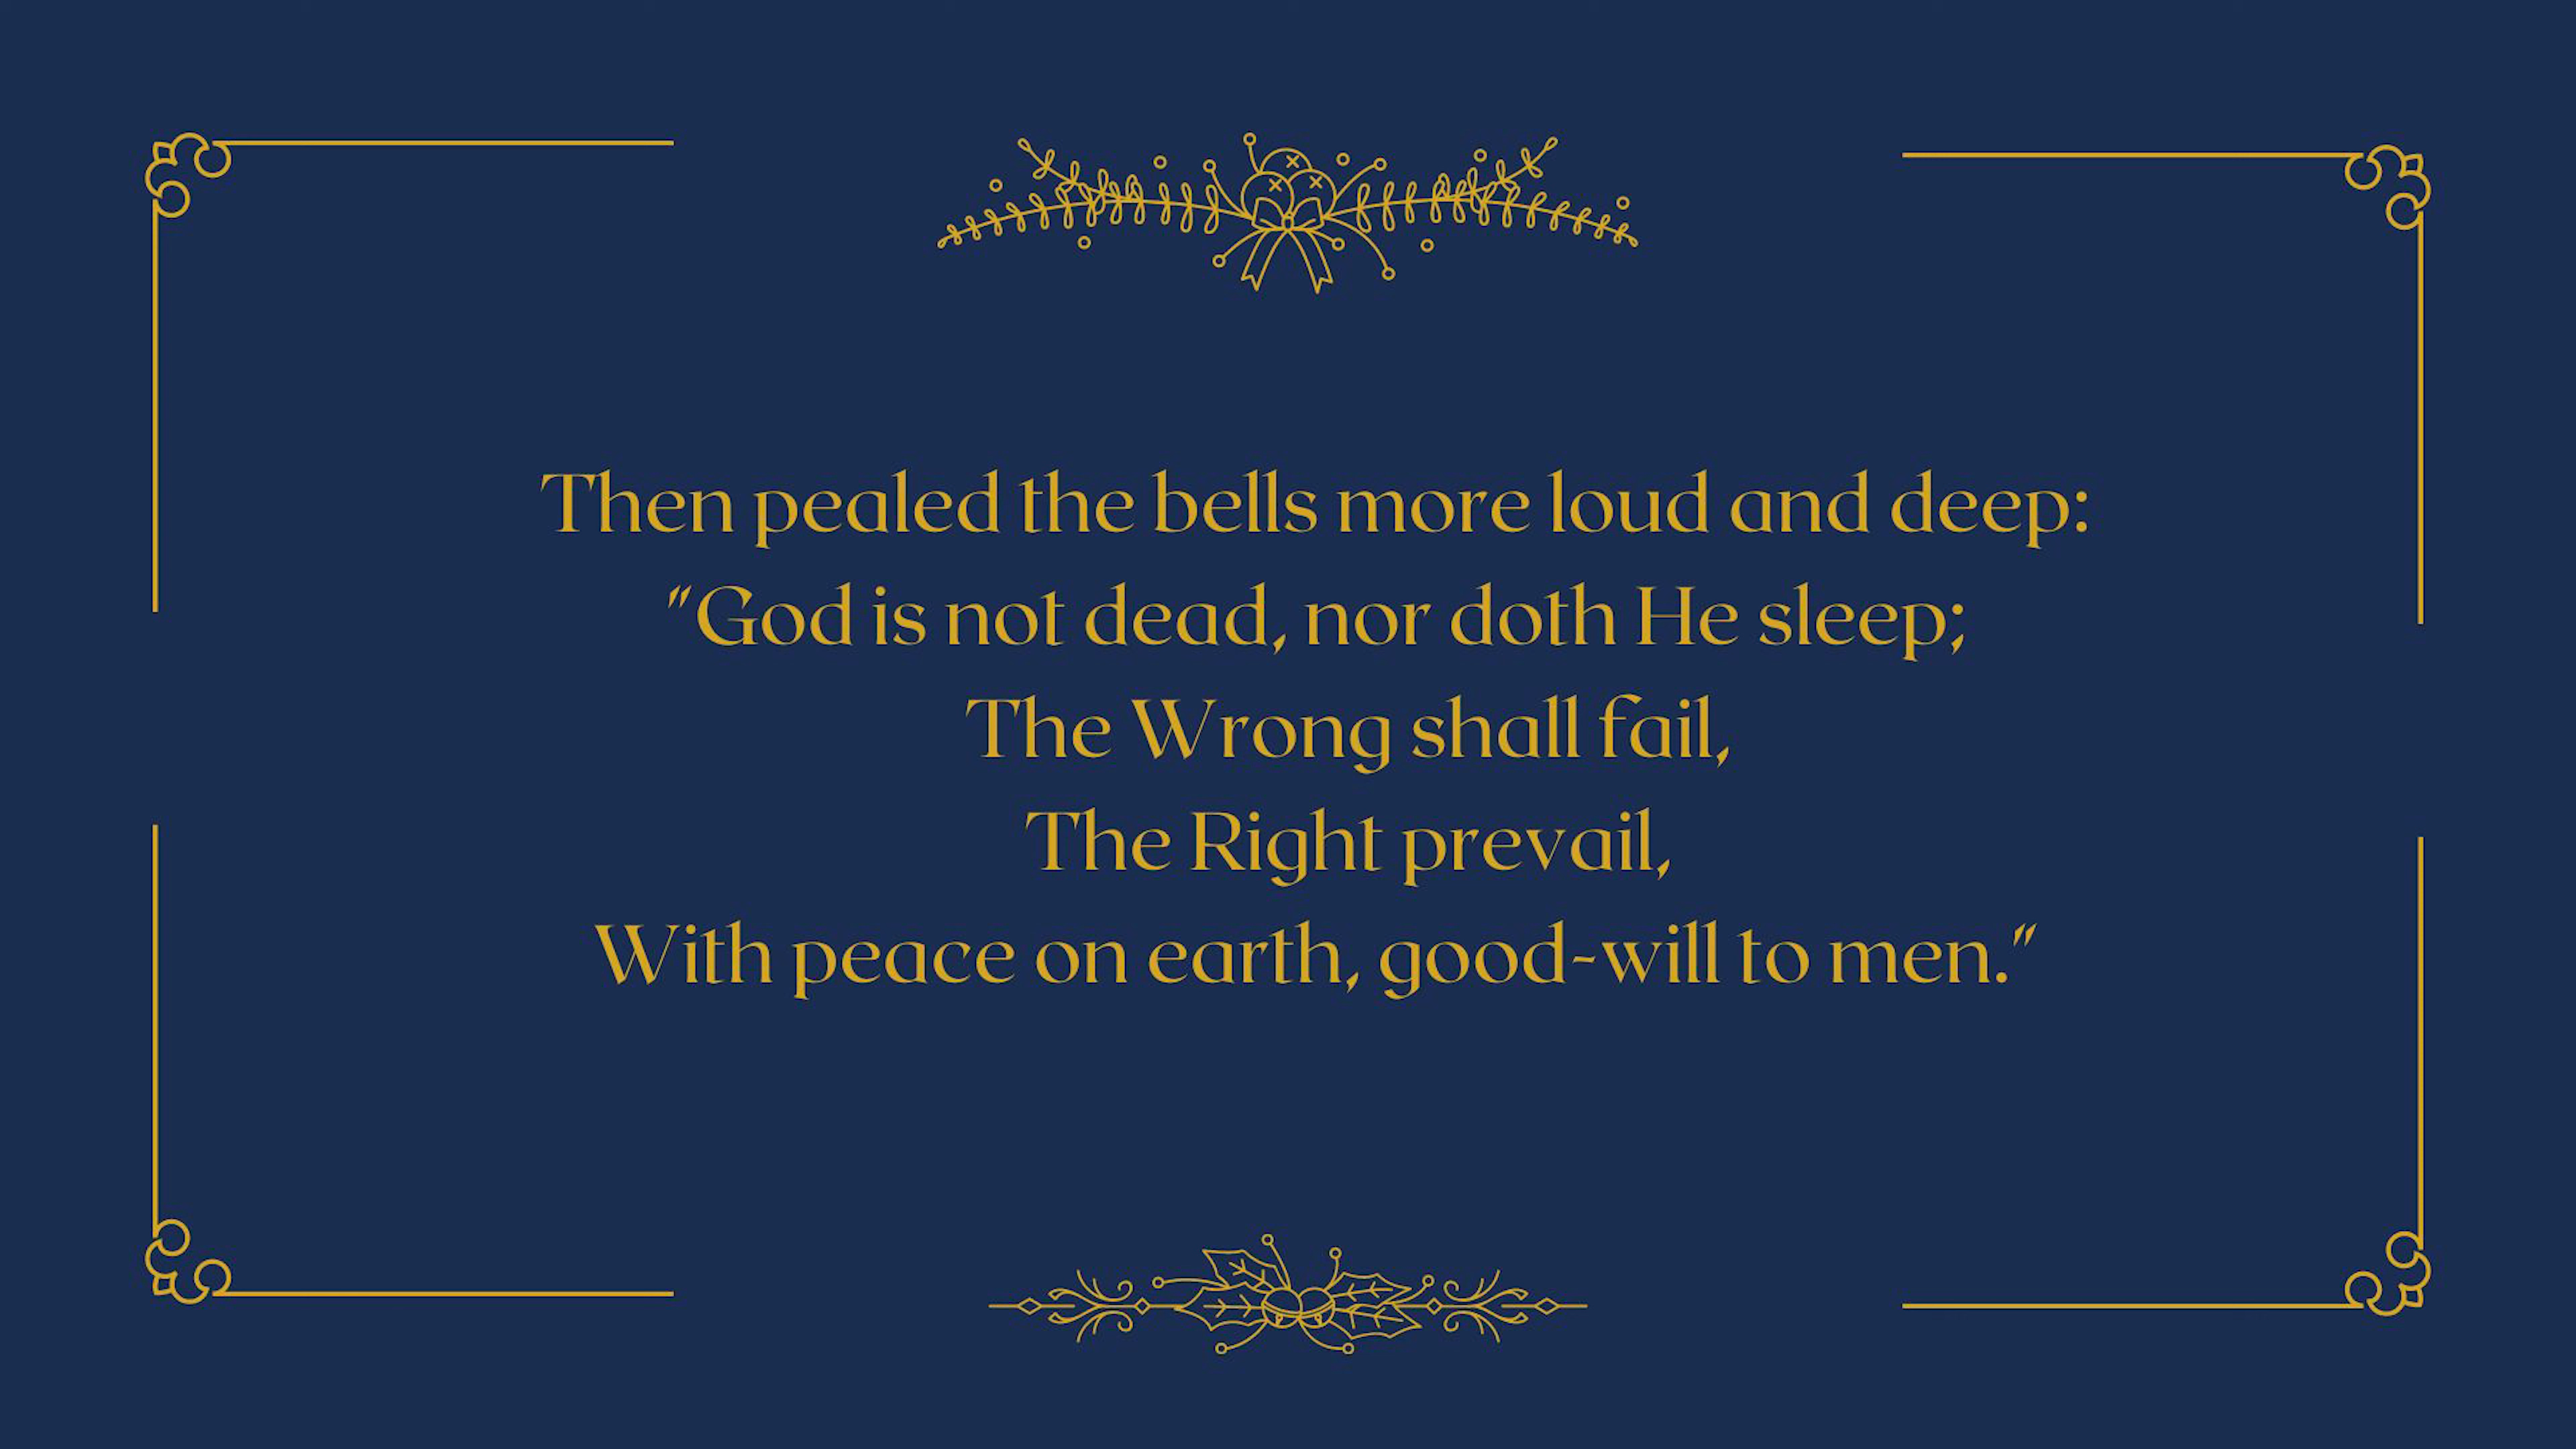 Then pealed the bells more loud and deep:
"God is not dead, nor doth He sleep;
The Wrong shall fail,
The Right prevail,
With peace on earth, good-will to men."